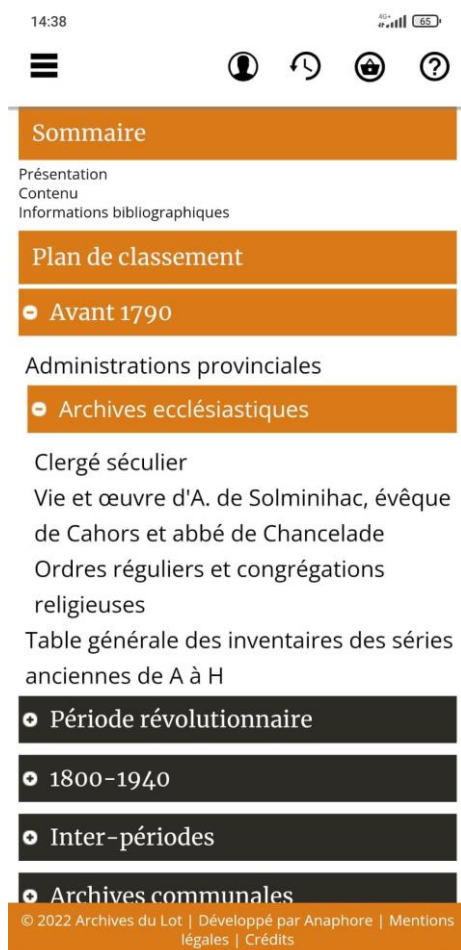 14:38
4G+
65
Sommaire
Présentation
Contenu
Informations bibliographiques
Plan de classement
Avant 1790
Administrations provinciales
Archives ecclésiastiques
Clergé séculier
Vie et œuvre d'A. de Solminihac, évêque
de Cahors et abbé de Chancelade
Ordres réguliers et congrégations
religieuses
Table générale des inventaires des séries
anciennes de A à H
Période révolutionnaire
1800-1940
Inter-périodes
Archives communales
© 2022 Archives du Lot | Développé par Anaphore | Mentions
légales | Crédits